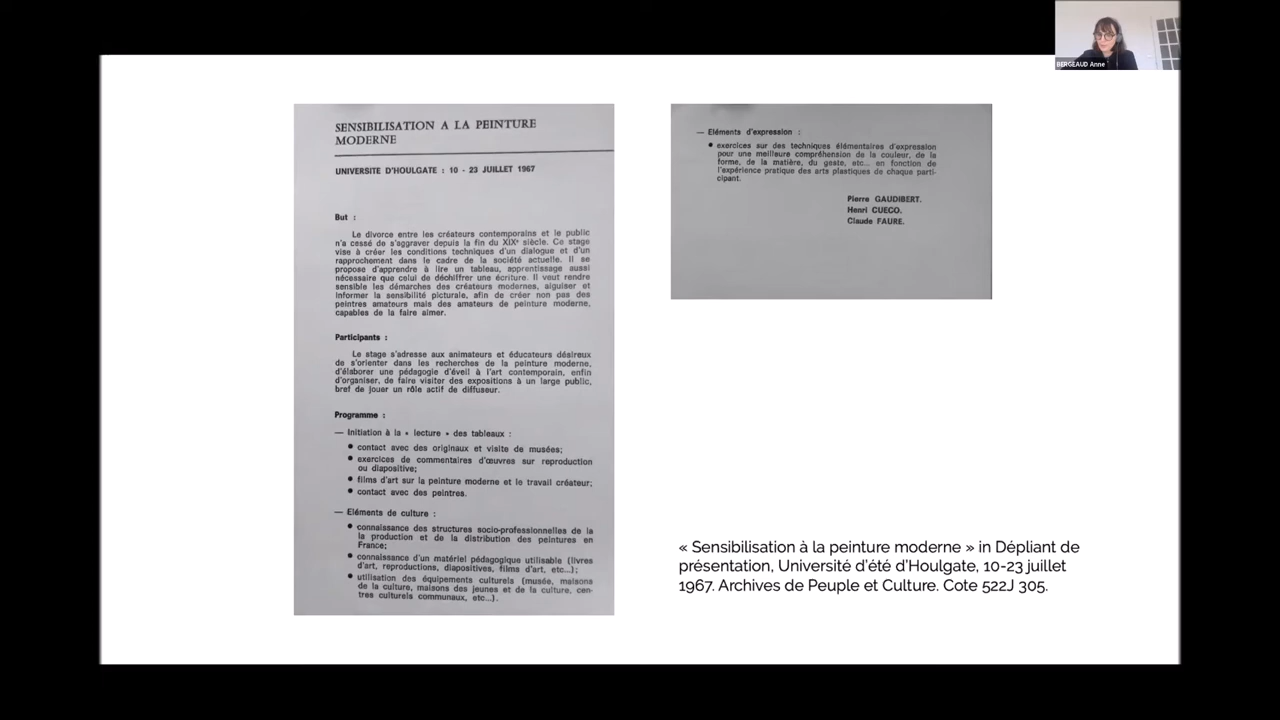 BERGEAUD Anne
SENSIBILISATION A LA PEINTURE
MODERNE
UNIVERSITE D'HOULGATE : 10 - 23 JUILLET 1967
But :
Le divorce entre les créateurs contemporains et le public
n'a cessé de s'aggraver depuis la fin du XIXe siècle. Ce stage
vise à créer les conditions techniques d'un dialogue et d'un
rapprochement dans le cadre de la société actuelle. Il se
propose d'apprendre à lire un tableau, apprentissage aussi
nécessaire que celui de déchiffrer une écriture. Il veut rendre
sensible les démarches des créateurs modernes, aiguiser et
informer la sensibilité picturale, afin de créer non pas des
peintres amateurs mais des amateurs de peinture moderne,
capables de la faire aimer.
Participants :
Le stage s'adresse aux animateurs et éducateurs désireux
de s'orienter dans les recherches de la peinture moderne,
d'élaborer une pédagogie d'éveil à l'art contemporain, enfin
d'organiser, de faire visiter des expositions à un large public,
bref de jouer un rôle actif de diffuseur.
Programme :
— Initiation à la « lecture » des tableaux :
● contact avec des originaux et visite de musées;
● exercices de commentaires d'œuvres sur reproduction
ou diapositive;
● films d'art sur la peinture moderne et le travail créateur;
● contact avec des peintres.
— Eléments de culture :
● connaissance des structures socio-professionnelles de la
la production et de la distribution des peintures en
France;
● connaissance d'un matériel pédagogique utilisable (livres
d'art, reproductions, diapositives, films d'art, etc...);
● utilisation des équipements culturels (musée, maisons
de la culture, maisons des jeunes et de la culture, cen-
tres culturels communaux, etc...).
— Eléments d'expression :
● exercices sur des techniques élémentaires d'expression
pour une meilleure compréhension de la couleur, de la
forme, de la matière, du geste, etc... en fonction de
l'expérience pratique des arts plastiques de chaque parti-
cipant.
Pierre GAUDIBERT.
Henri CUECO.
Claude FAURE.
« Sensibilisation à la peinture moderne » in Dépliant de
présentation, Université d'été d'Houlgate, 10-23 juillet
1967. Archives de Peuple et Culture. Cote 522J 305.